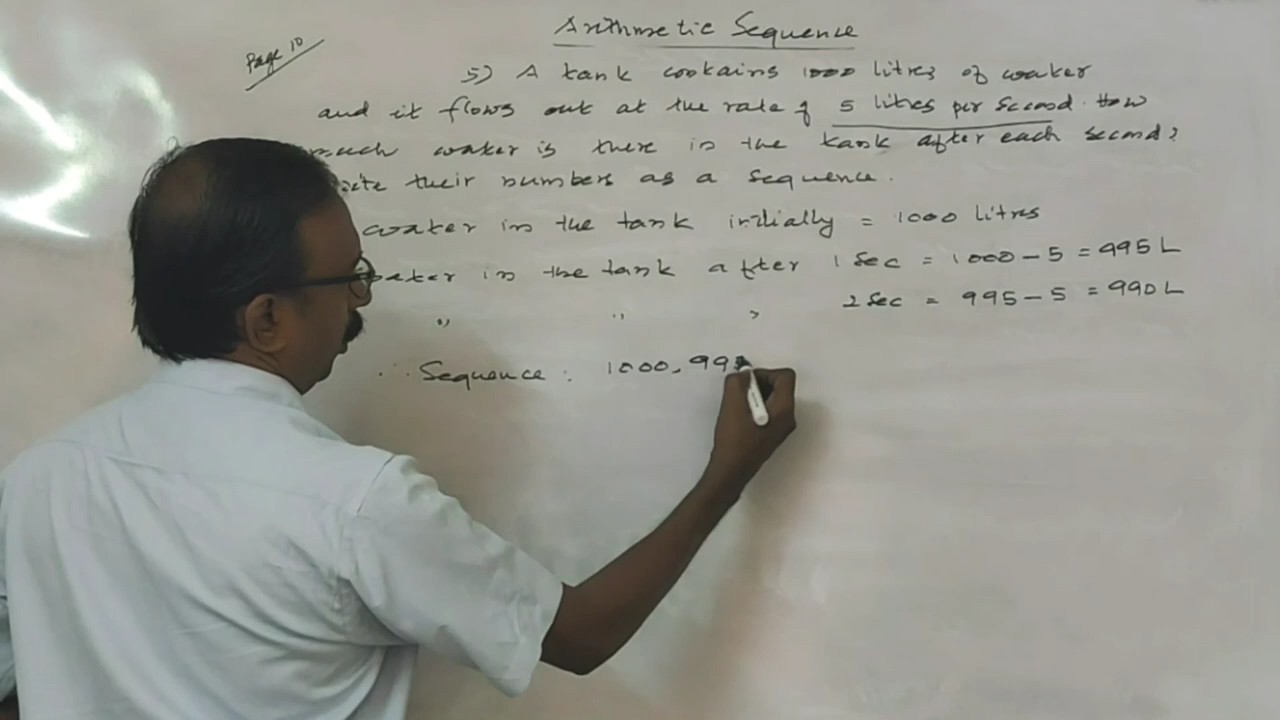 Arithmetic Sequence
Page 10
5) A tank contains 1000 litres of water
and it flows out at the rate of 5 litres per second. How
much water is there in the tank after each second?
their numbers as a sequence.
water in the tank initially = 1000 litres
water in the tank after 1 Sec = 1000 - 5 = 995 L
" " " 2 Sec = 995 - 5 = 990 L
∴ Sequence : 1000, 99